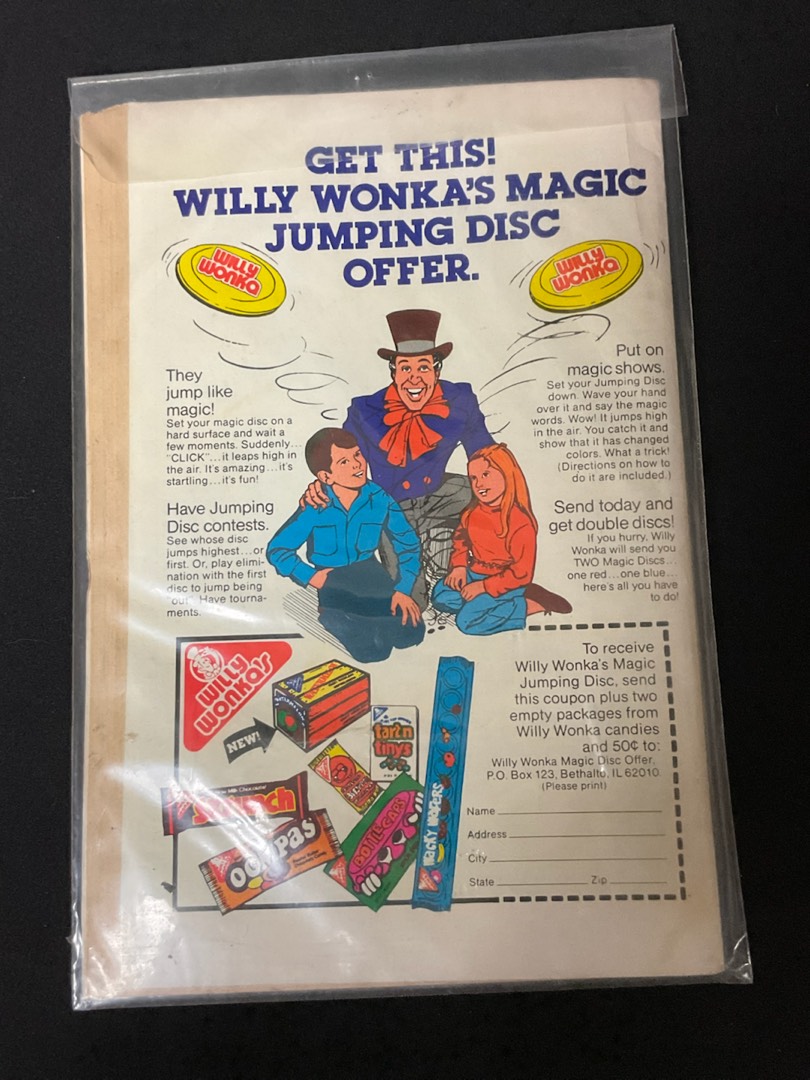 GET THIS!
WILLY WONKA'S MAGIC
JUMPING DISC
OFFER.
WILLY
WONKA
WILLY
WONKA
They
jump like
magic!
Set your magic disc on a
hard surface and wait a
few moments. Suddenly...
"CLICK"...it leaps high in
the air. It's amazing...it's
startling...it's fun!
Have Jumping
Disc contests.
See whose disc
jumps highest...or
first. Or, play elimi-
nation with the first
disc to jump being
"out." Have tourna-
ments.
Put on
magic shows.
Set your Jumping Disc
down. Wave your hand
over it and say the magic
words. Wow! It jumps high
in the air. You catch it and
show that it has changed
colors. What a trick!
(Directions on how to
do it are included.)
Send today and
get double discs!
If you hurry, Willy
Wonka will send you
TWO Magic Discs...
one red...one blue...
here's all you have
to do!
WILLY
WONKA'S
NEW!
tart n
tinys
Milk Chocolate
OOMPAS
BOTTLE CAPS
WACKY WAFERS
To receive
Willy Wonka's Magic
Jumping Disc, send
this coupon plus two
empty packages from
Willy Wonka candies
and 50¢ to:
Willy Wonka Magic Disc Offer,
P.O. Box 123, Bethalto, IL 62010.
(Please print)
Name
Address
City
State Zip